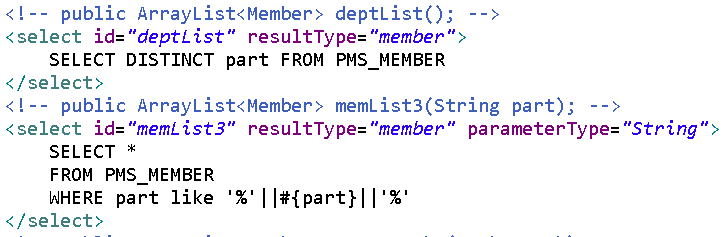 <!-- public ArrayList<Member> deptList(); -->
<select id="deptList" resultType="member">
    SELECT DISTINCT part FROM PMS_MEMBER
</select>
<!-- public ArrayList<Member> memList3(String part); -->
<select id="memList3" resultType="member" parameterType="String">
    SELECT *
    FROM PMS_MEMBER
    WHERE part like '%'||#{part}||'%'
</select>